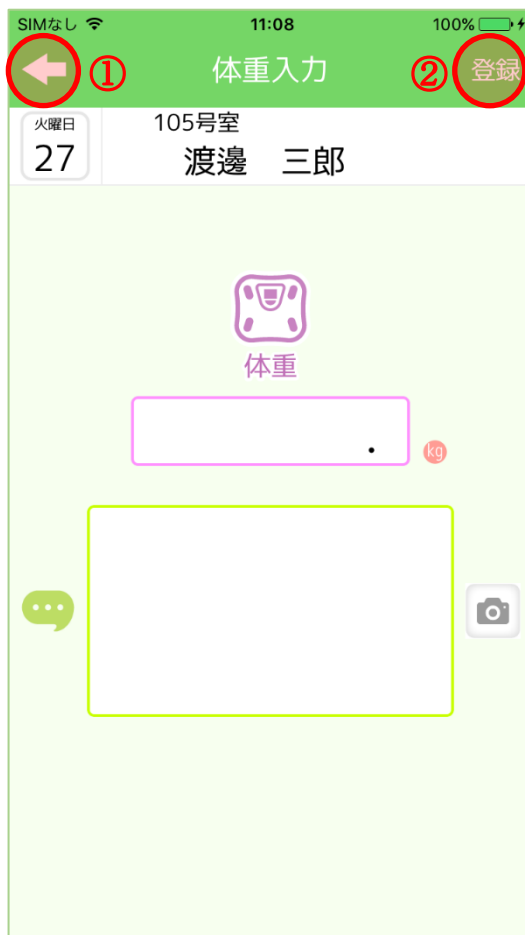 SIMなし 11:08 100%
① 体重入力 ② 登録
火曜日
27
105号室
渡邊 三郎
体重
. kg